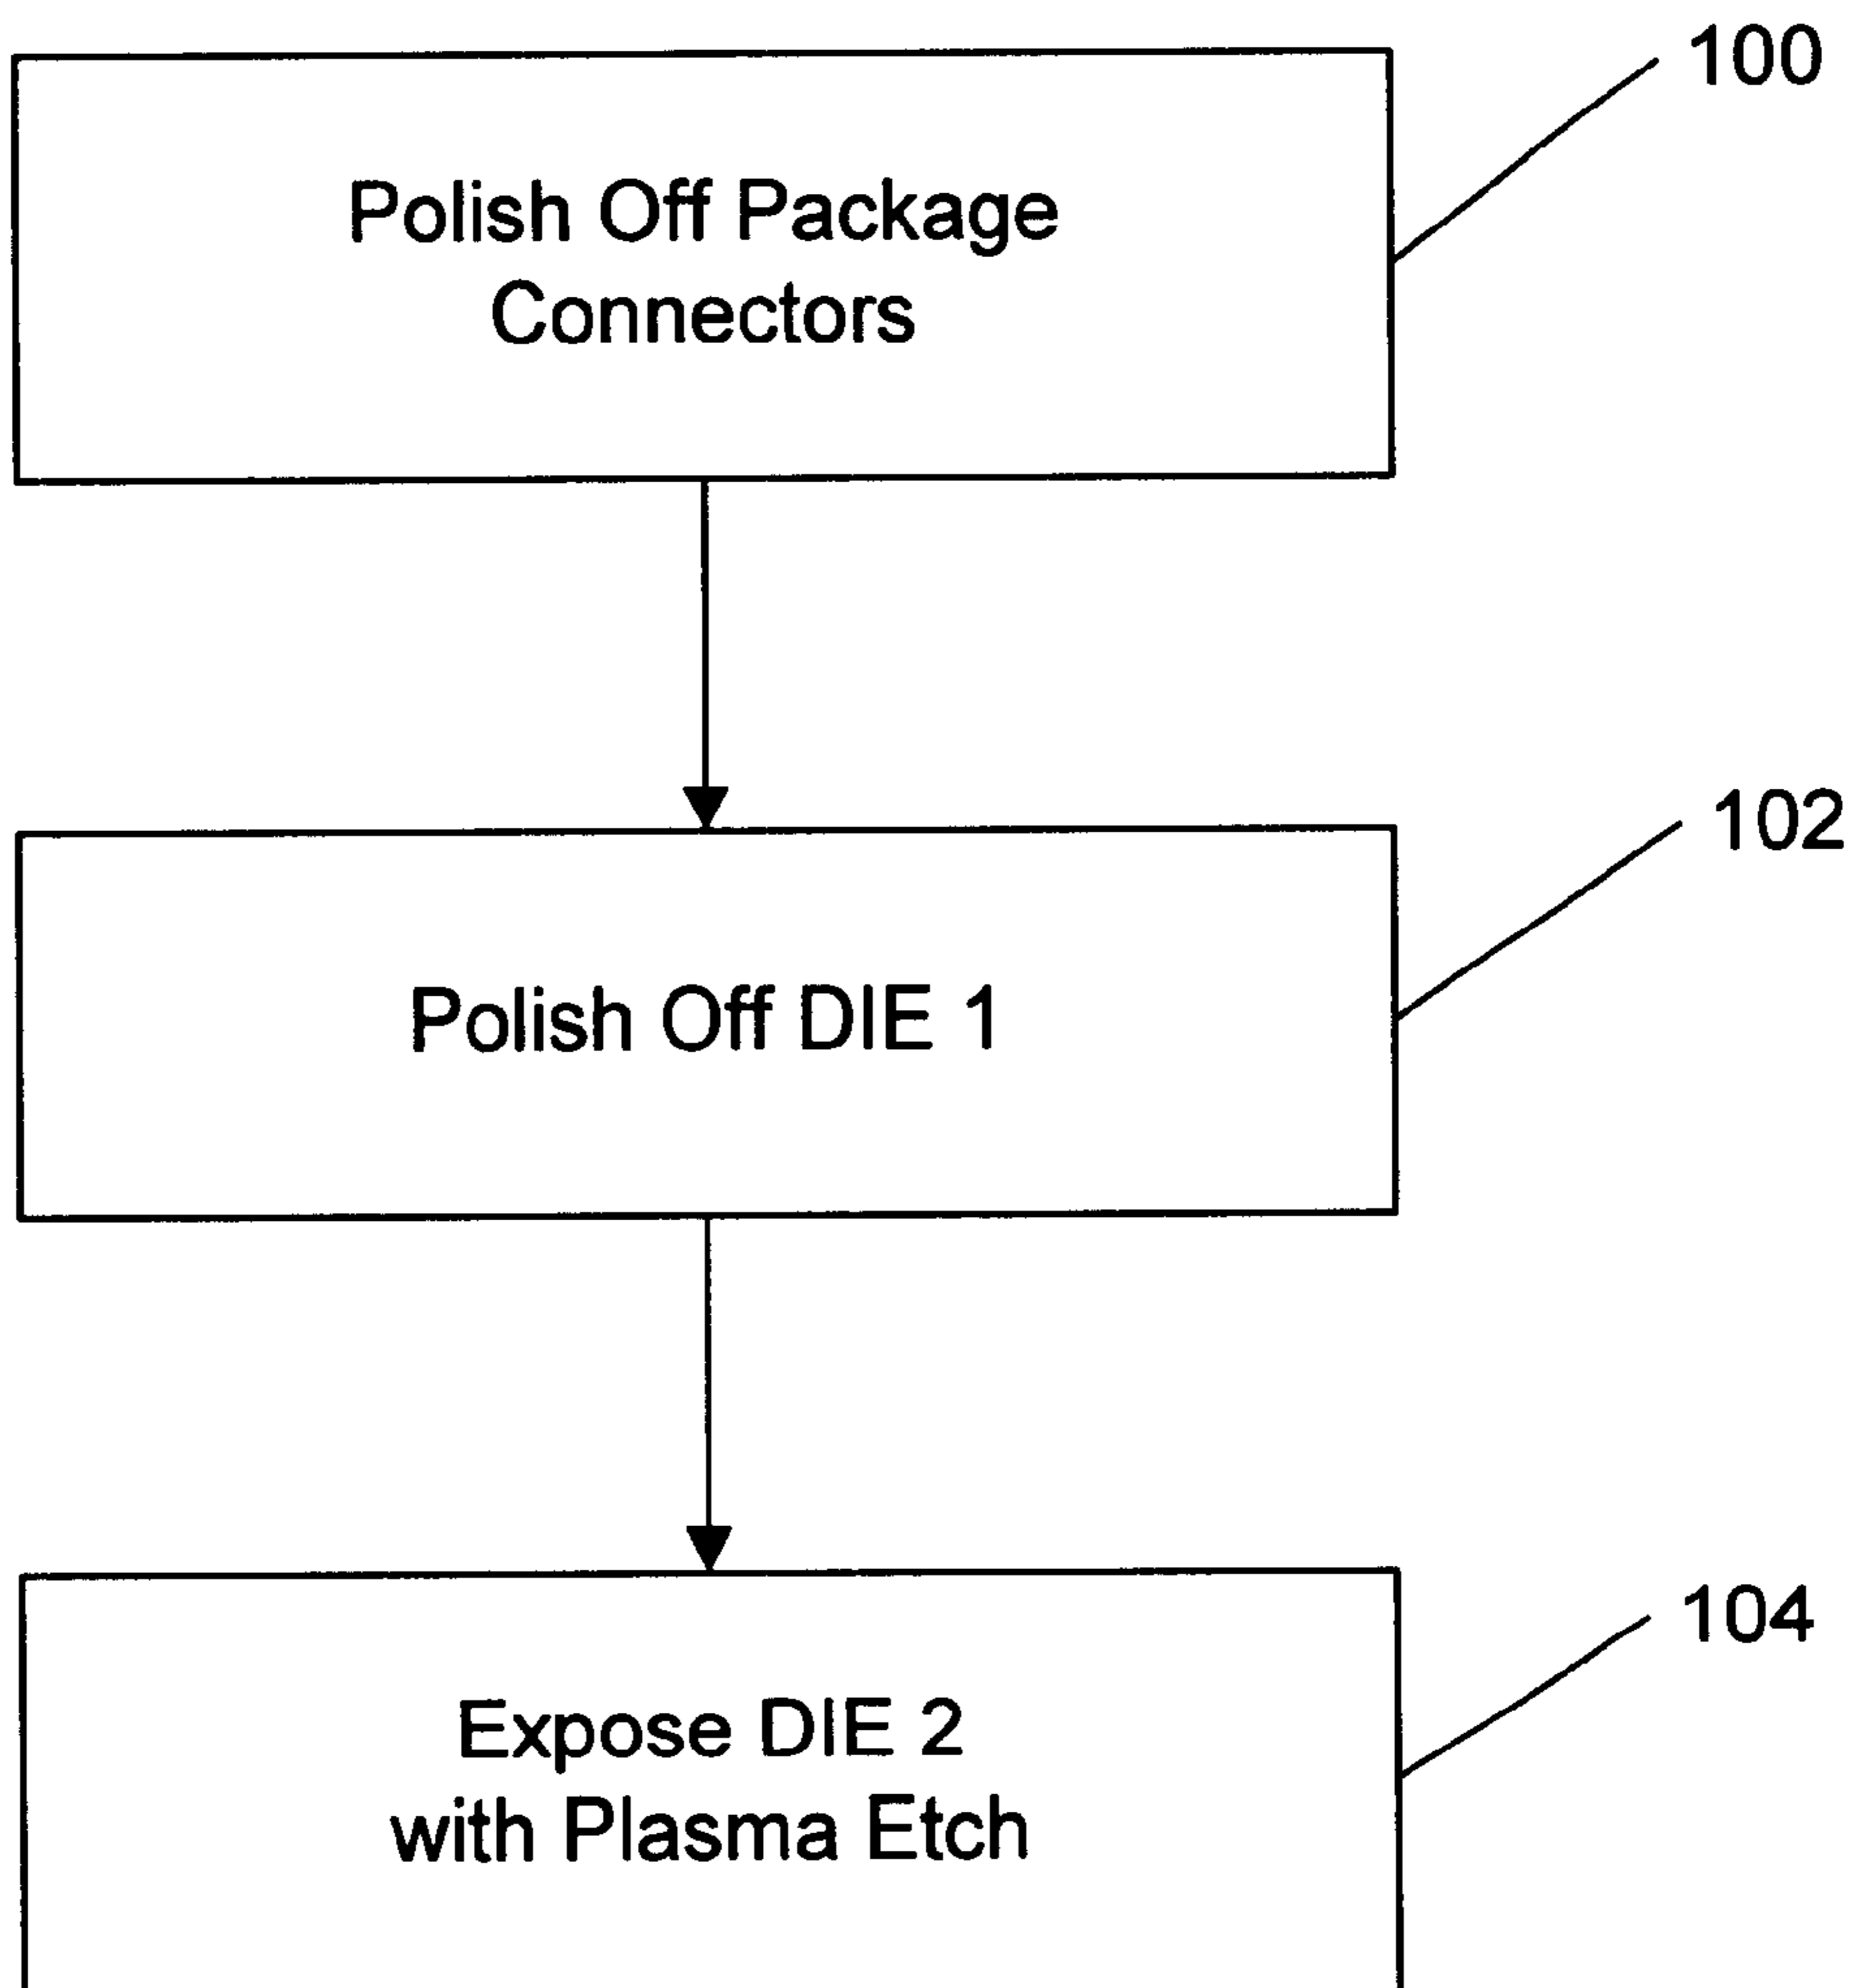 100
Polish Off Package
Connectors
102
Polish Off DIE 1
104
Expose DIE 2
with Plasma Etch